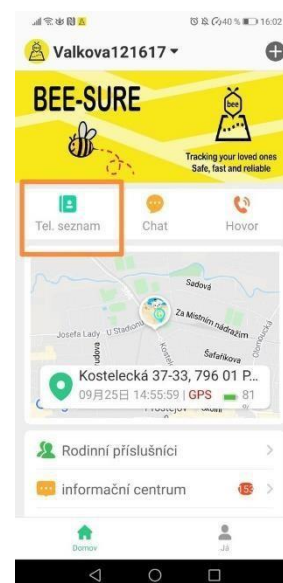 40 % 16:02
Valkova121617
BEE-SURE
bee
Tracking your loved ones
Safe, fast and reliable
Tel. seznam
Chat
Hovor
Sadová
Za Místním nádražím
Josefa Lady
U Stadionu
Šafaříkova
Olomoucká
Kostelecká 37-33, 796 01 P...
09月25日 14:55:59 | GPS 81
Prostějov
Rodinní příslušníci
informační centrum
153
Domov
Já